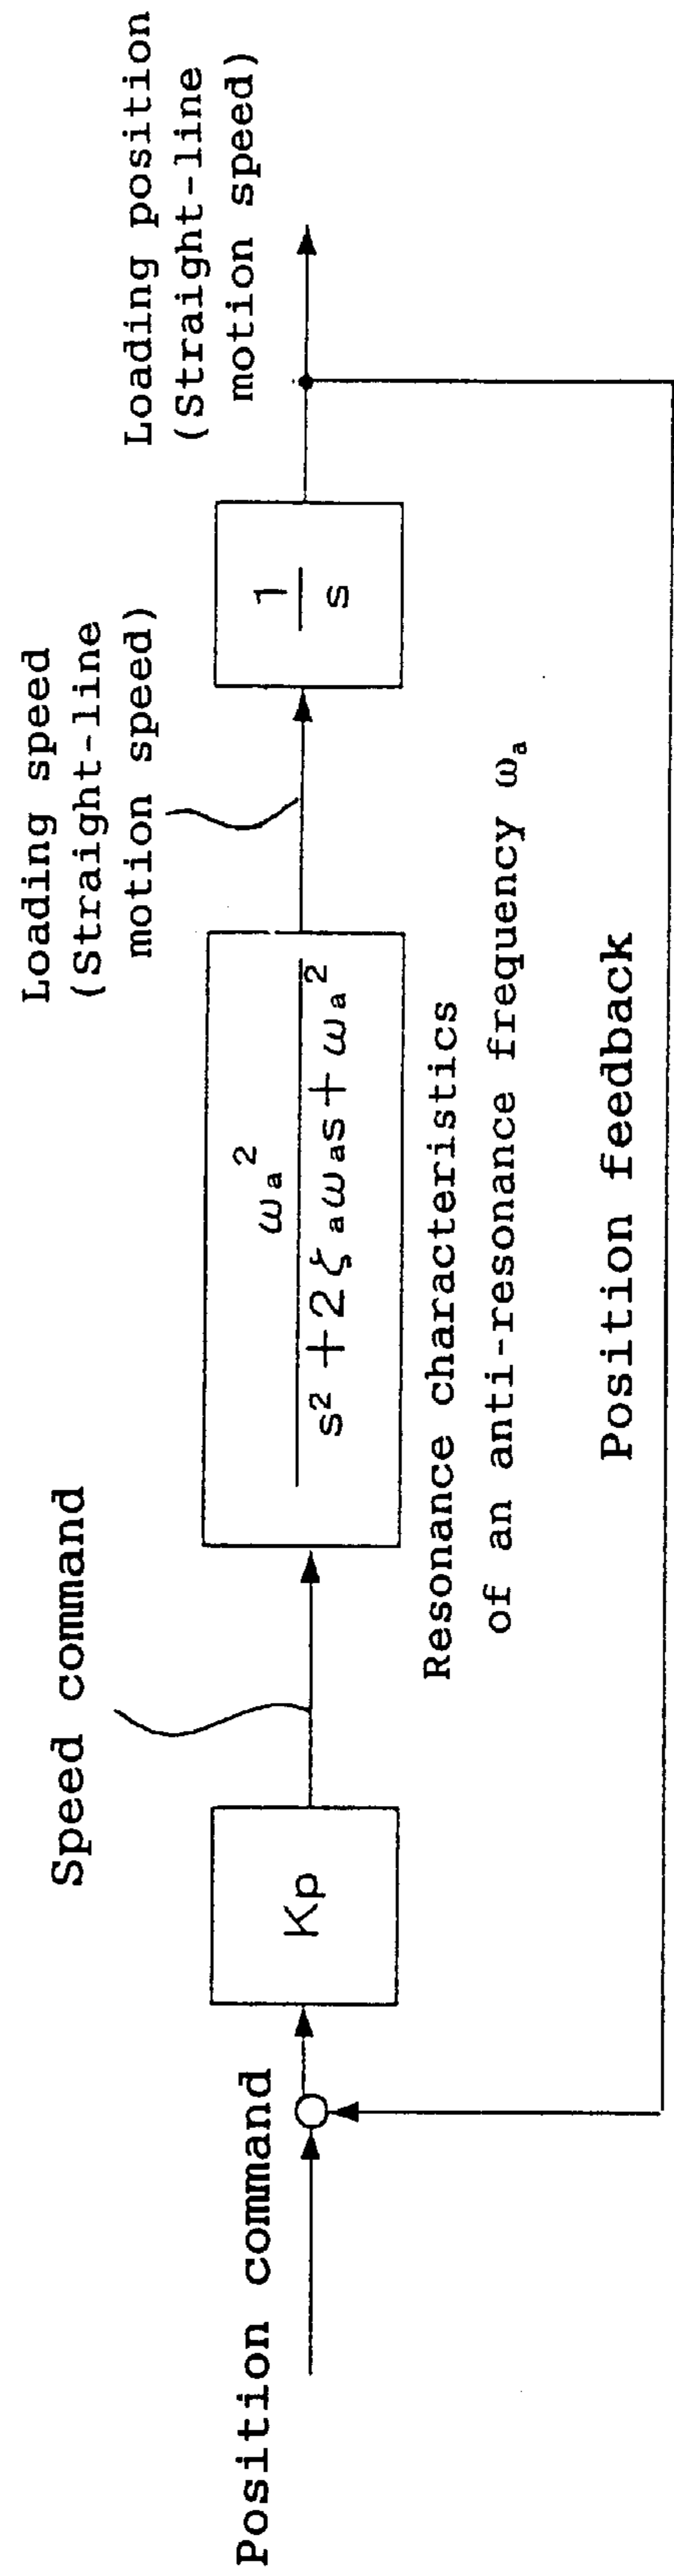 Position command
Kp
Speed command
ωa²
s² + 2ζaωas + ωa²
Resonance characteristics
of an anti-resonance frequency ωa
Loading speed
(Straight-line
motion speed)
1
s
Loading position
(Straight-line
motion speed)
Position feedback